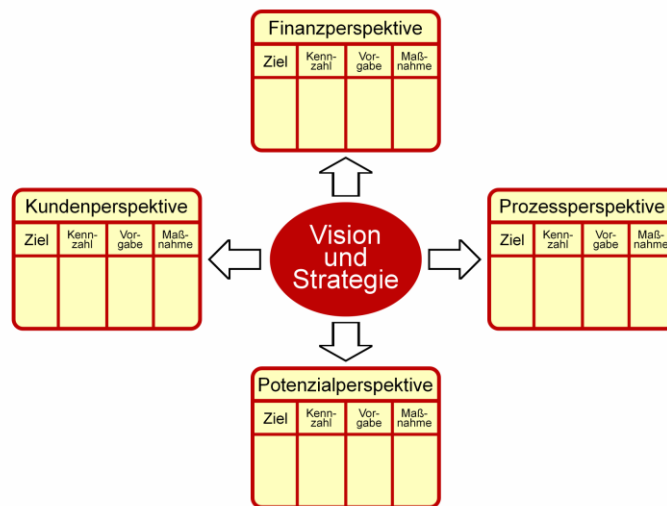 Finanzperspektive
Ziel
Kenn-
zahl
Vor-
gabe
Maß-
nahme
Kundenperspektive
Ziel
Kenn-
zahl
Vor-
gabe
Maß-
nahme
Vision
und
Strategie
Prozessperspektive
Ziel
Kenn-
zahl
Vor-
gabe
Maß-
nahme
Potenzialperspektive
Ziel
Kenn-
zahl
Vor-
gabe
Maß-
nahme